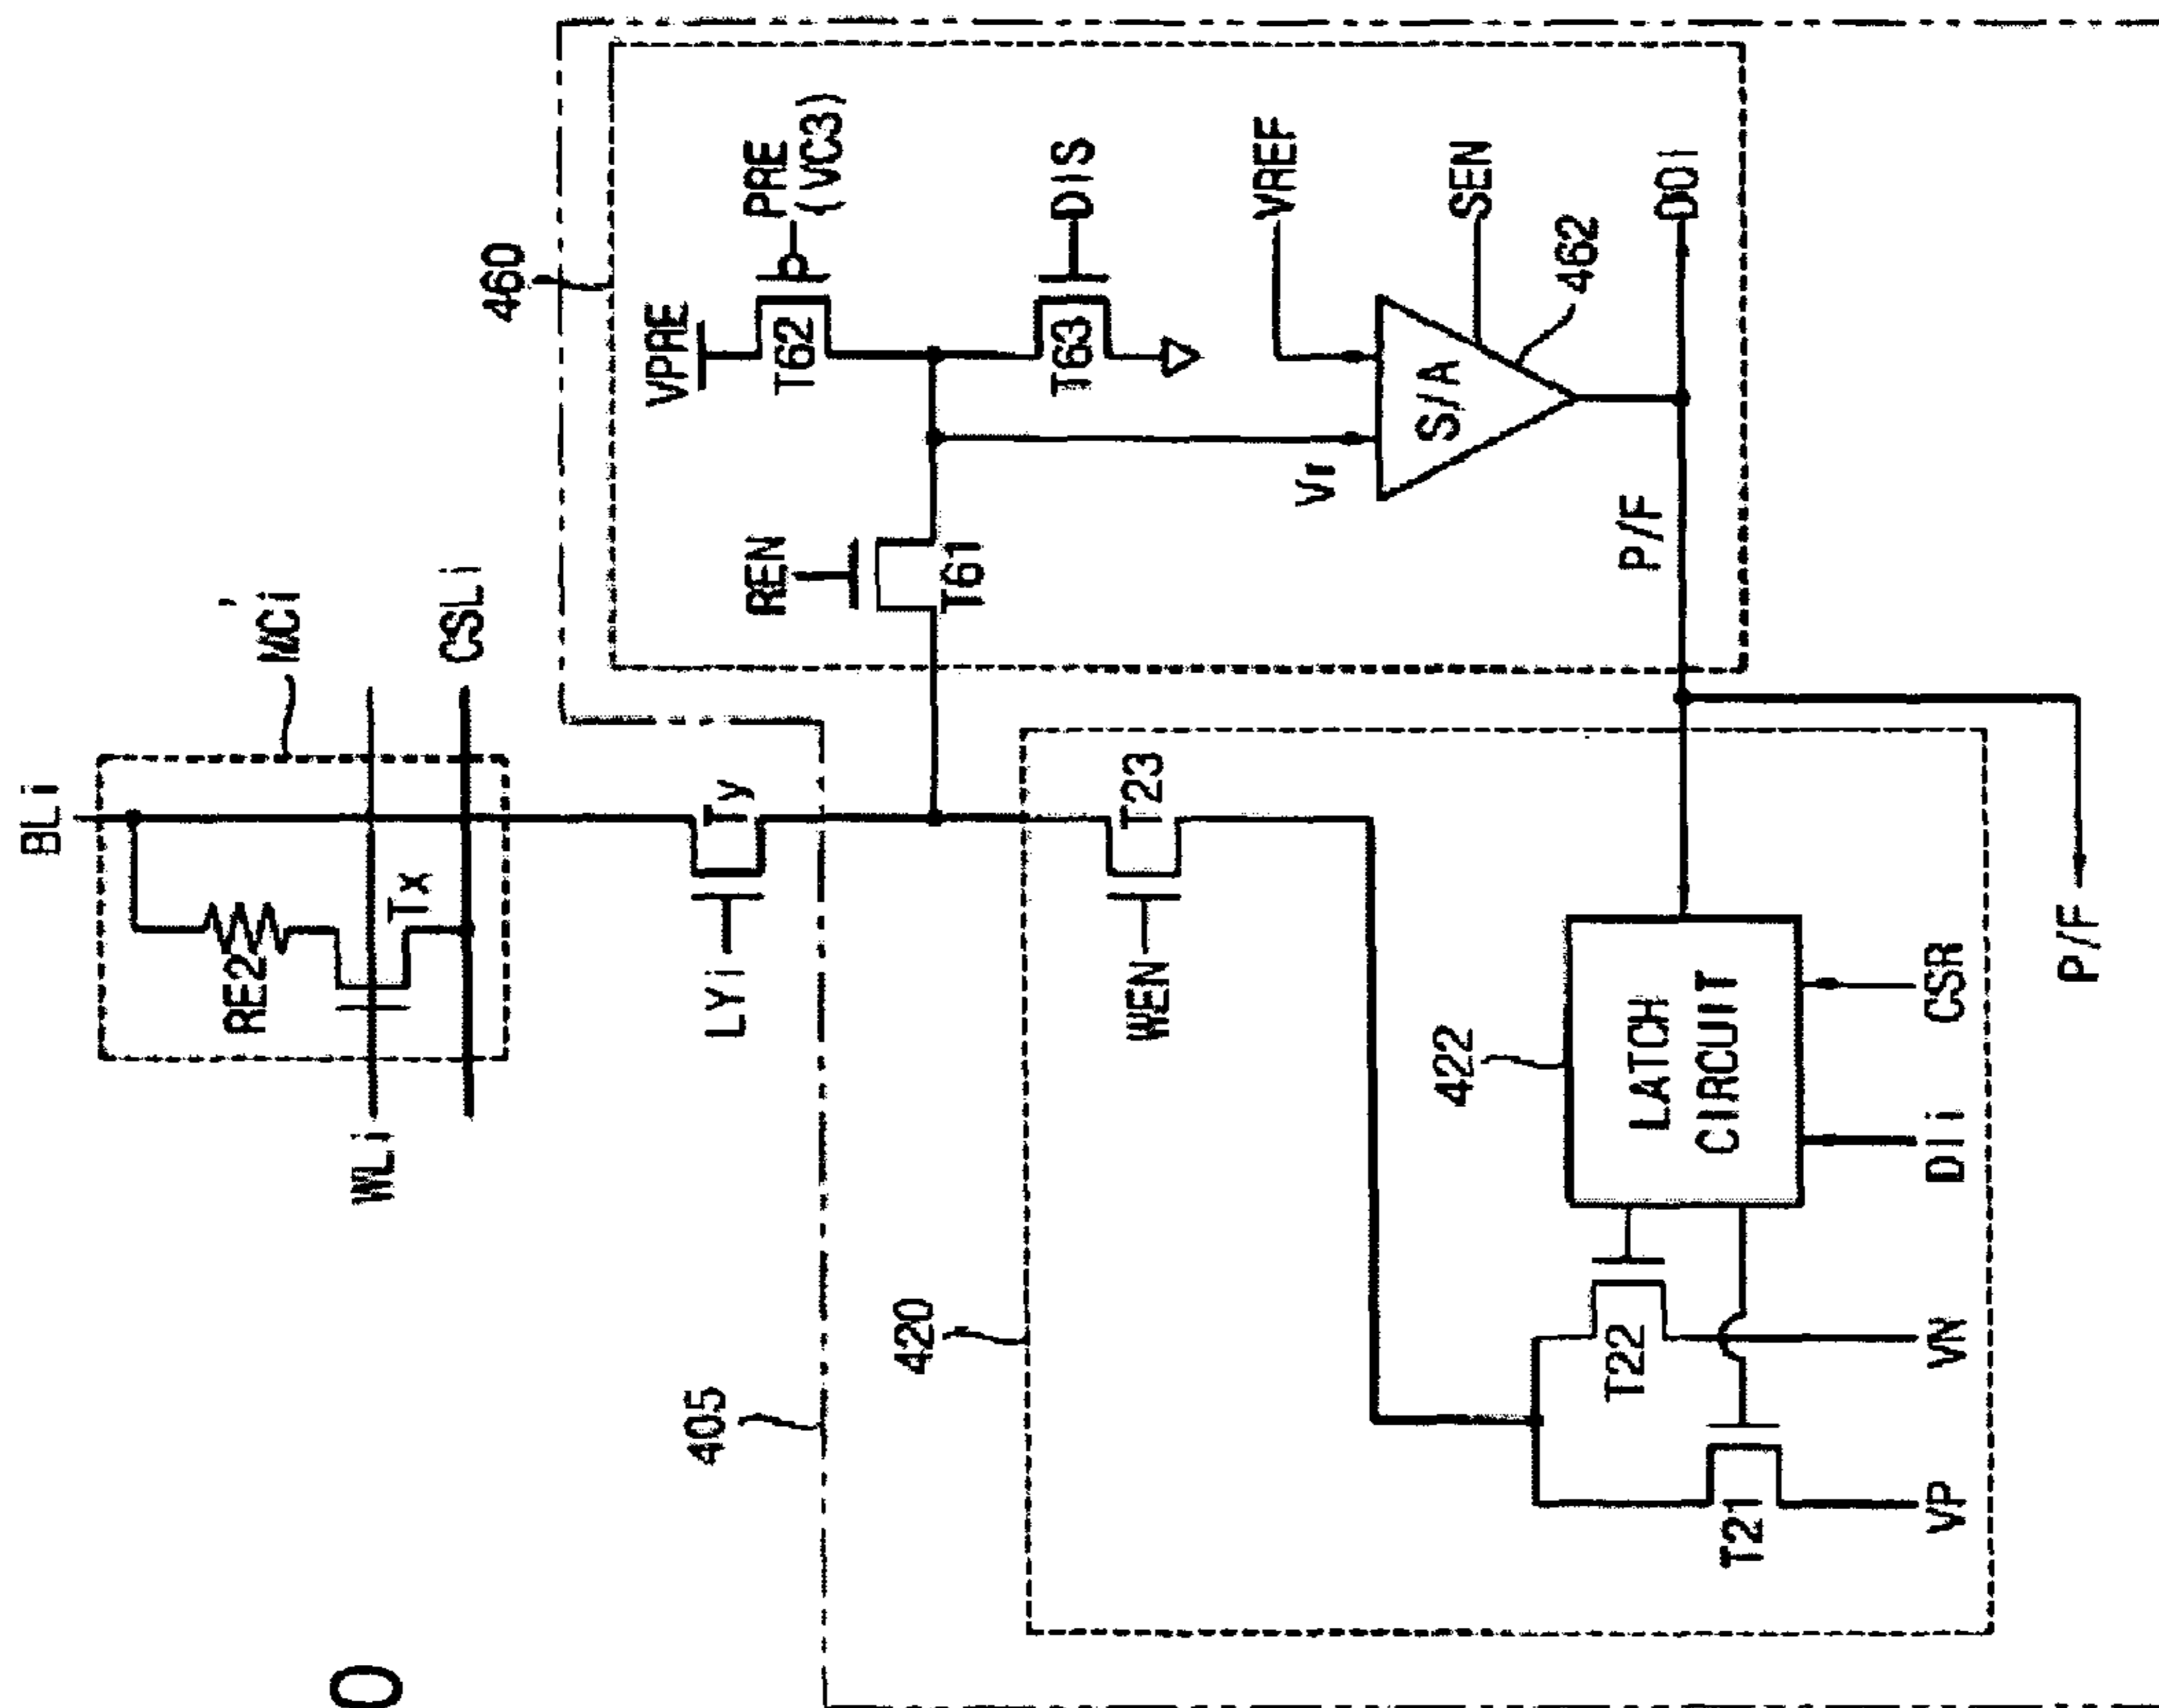 BLi
MCi'
CSLi
RE2
Tx
WLi
LYi
Ty
405
460
VPRE
PRE
(VC3)
T62
DIS
T63
REN
T61
VREF
Vr
S/A
SEN
462
DOi
P/F
420
WEN
T23
422
LATCH
CIRCUIT
T22
T21
VP
VN
DIi
CSR
P/F
0